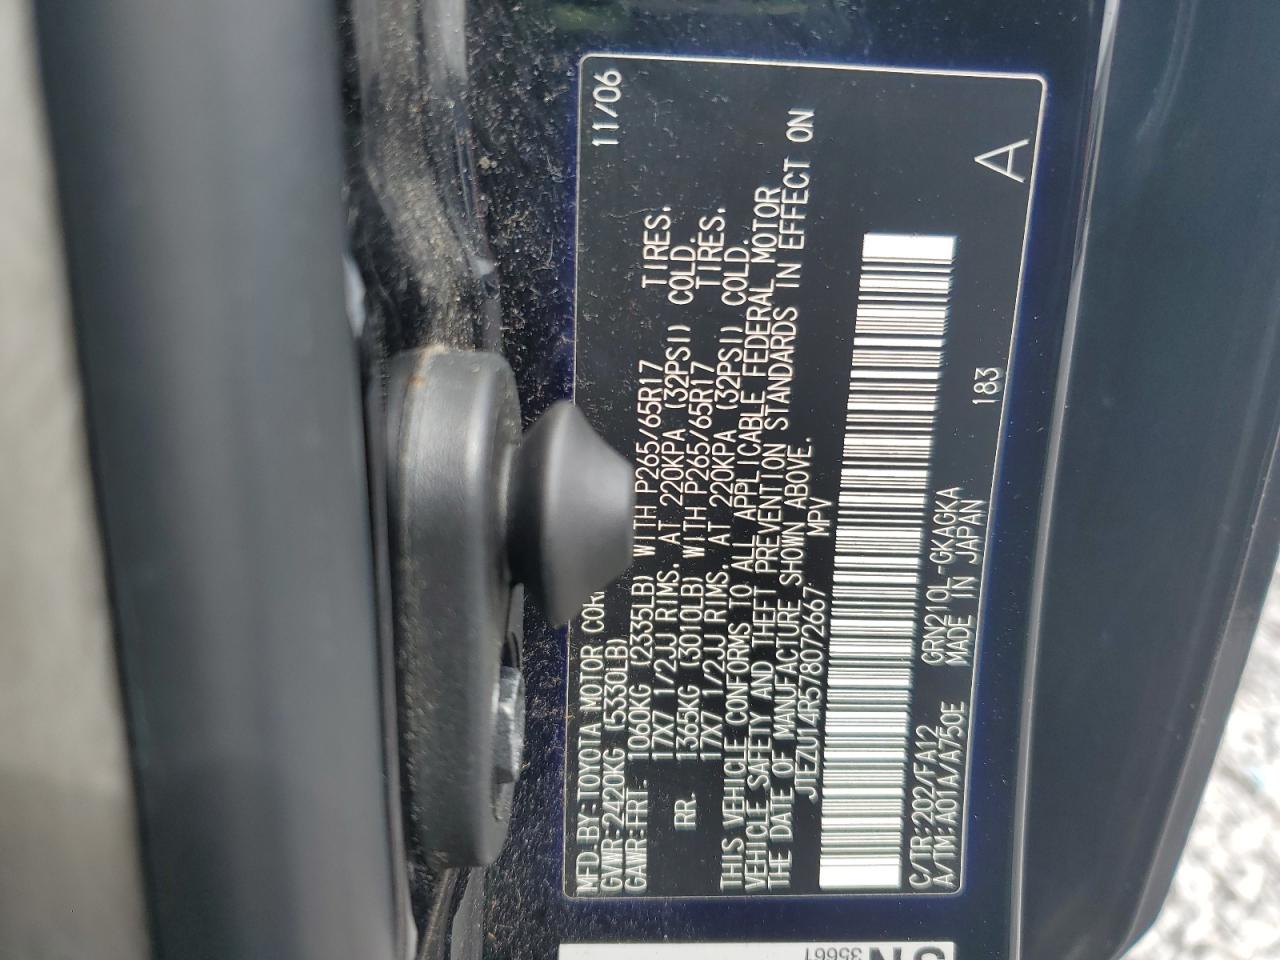 MFD.BY:TOYOTA MOTOR COR 11/06
GVWR:2420KG (5330LB)
GAWR:FRT. 1060KG (2335LB) WITH P265/65R17 TIRES.
17X7 1/2JJ RIMS, AT 220KPA (32PSI) COLD.
RR. 1365KG (3010LB) WITH P265/65R17 TIRES.
17X7 1/2JJ RIMS, AT 220KPA (32PSI) COLD.
THIS VEHICLE CONFORMS TO ALL APPLICABLE FEDERAL MOTOR
VEHICLE SAFETY AND THEFT PREVENTION STANDARDS IN EFFECT ON
THE DATE OF MANUFACTURE SHOWN ABOVE.
JTEZU14R578072667 MPV
C/TR:202/FA12 GRN210L-GKAGKA 183
A/TM:A01A/A750E MADE IN JAPAN
A
35661